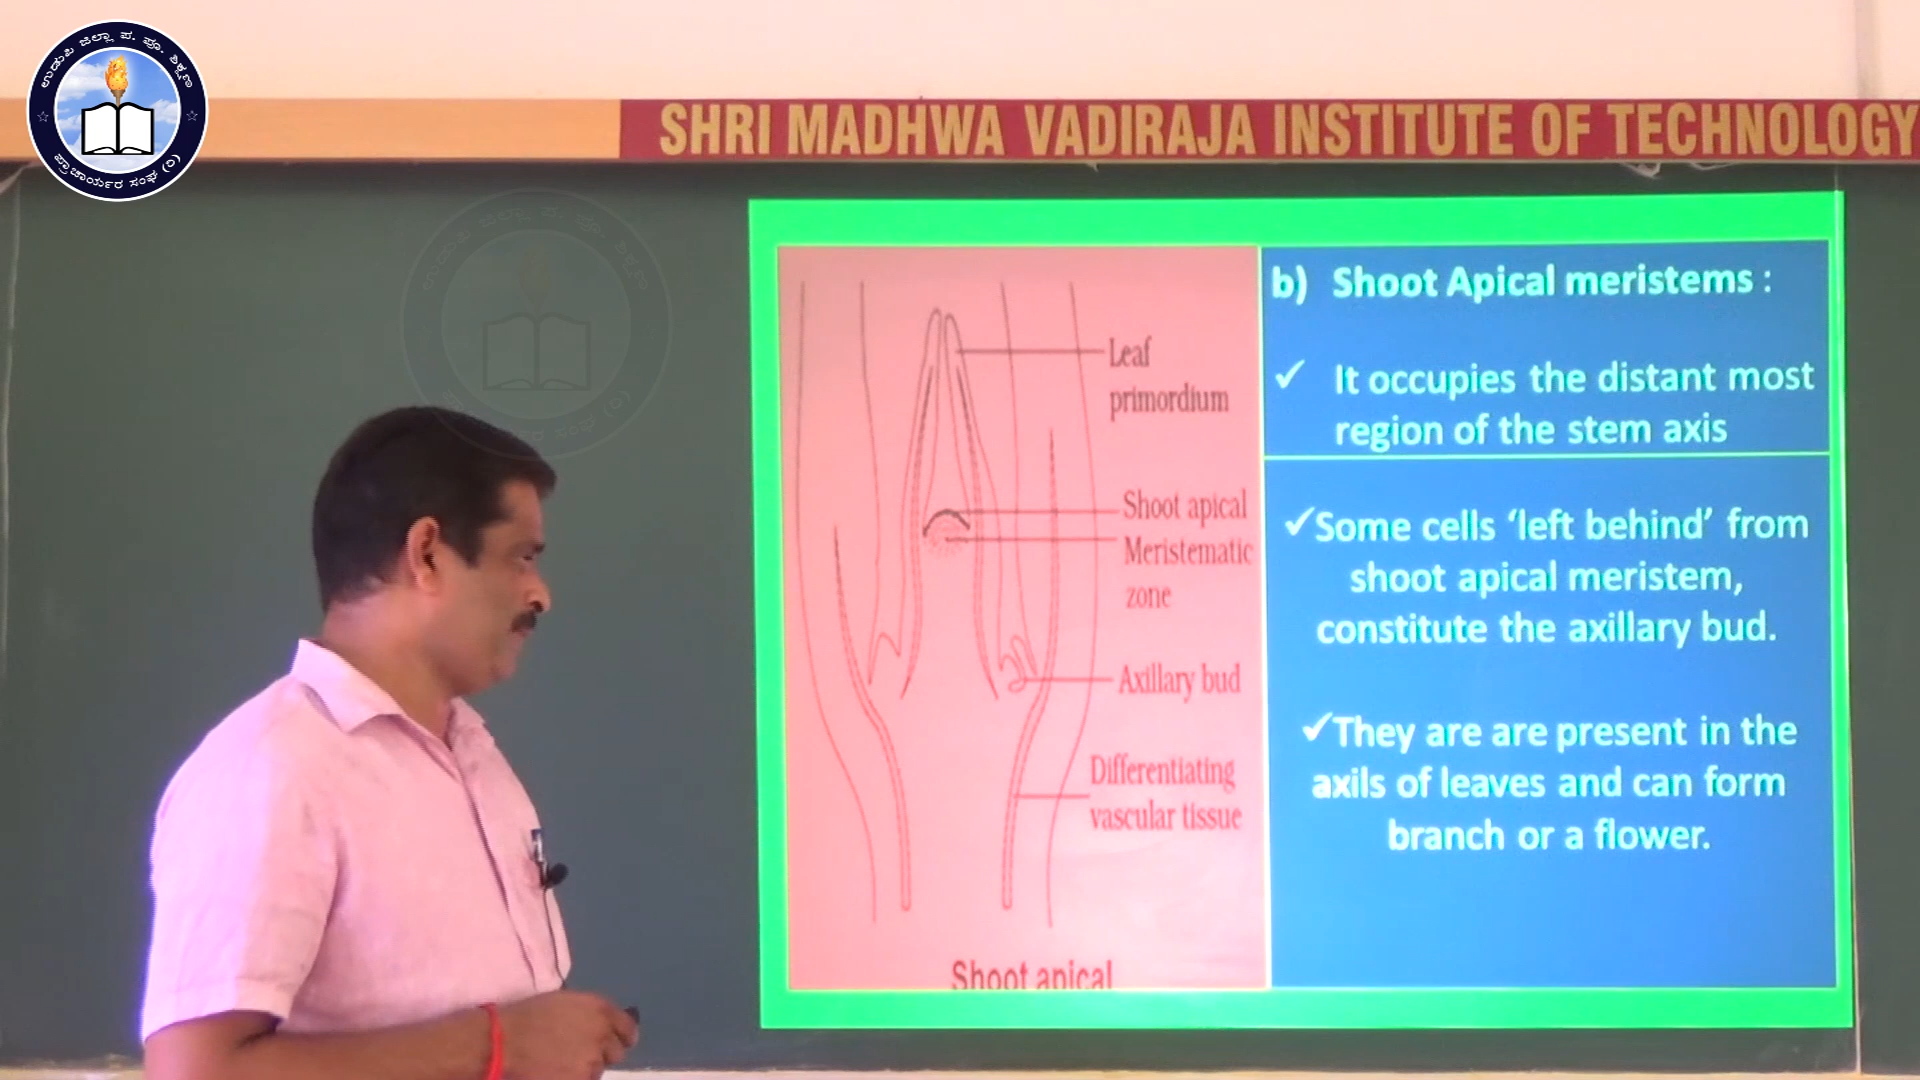 ಉಡುಪಿ ಜಿಲ್ಲಾ ಪ. ಪೂ. ಶಿಕ್ಷಣ
ಪ್ರಾಚಾರ್ಯರ ಸಂಘ (ರಿ)
SHRI MADHWA VADIRAJA INSTITUTE OF TECHNOLOGY
Leaf
primordium
Shoot apical
Meristematic
zone
Axillary bud
Differentiating
vascular tissue
Shoot apical
b) Shoot Apical meristems :
✓ It occupies the distant most
region of the stem axis
✓Some cells ‘left behind’ from
shoot apical meristem,
constitute the axillary bud.
✓They are are present in the
axils of leaves and can form
branch or a flower.